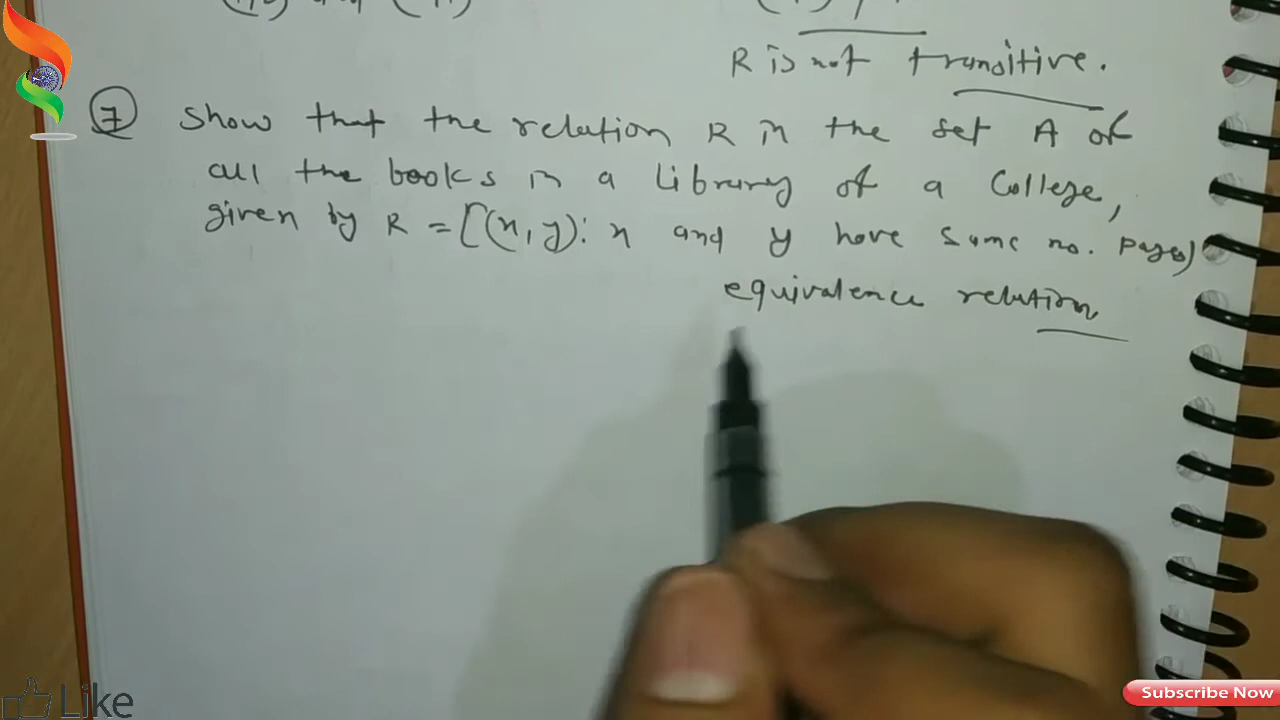 R is not transitive.
7 Show that the relation R in the set A of
all the books in a Library of a College,
given by R = [(x, y): x and y have same no. pages)
equivalence relation
Like
Subscribe Now